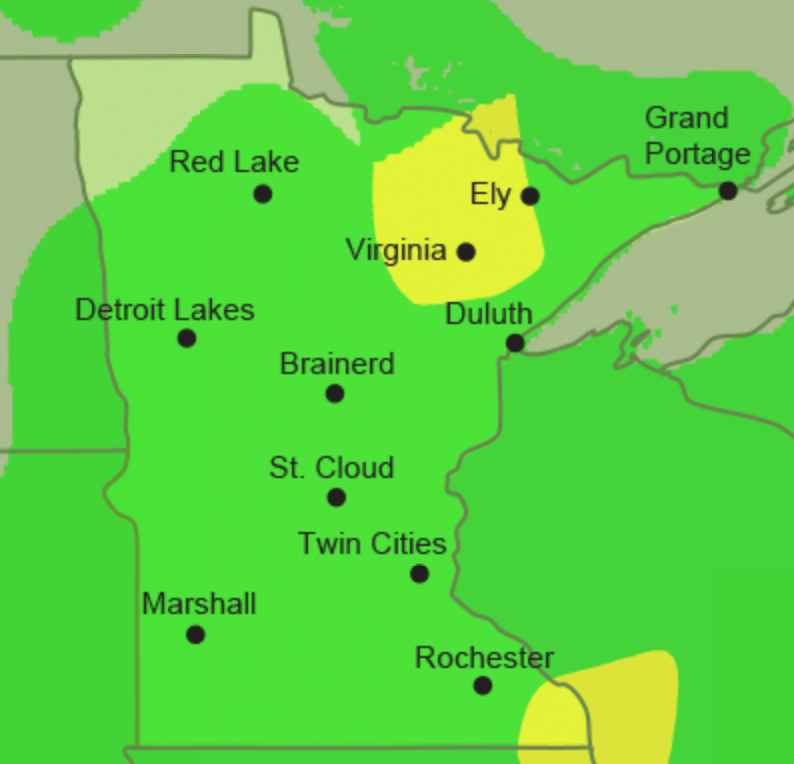 Grand
Portage
Red Lake
Ely
Virginia
Detroit Lakes
Duluth
Brainerd
St. Cloud
Twin Cities
Marshall
Rochester